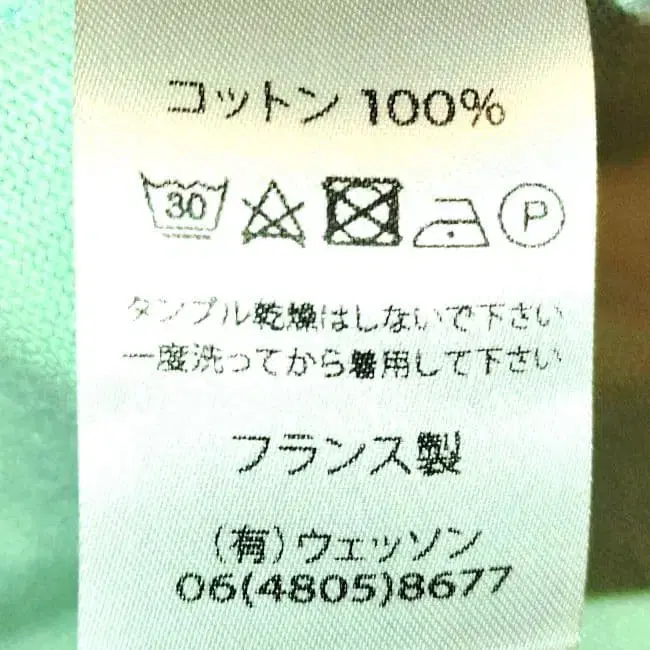 コットン 100%
30 P
タンブル乾燥はしないで下さい
一度洗ってから着用して下さい
フランス製
(有)ウェッソン
06(4805)8677